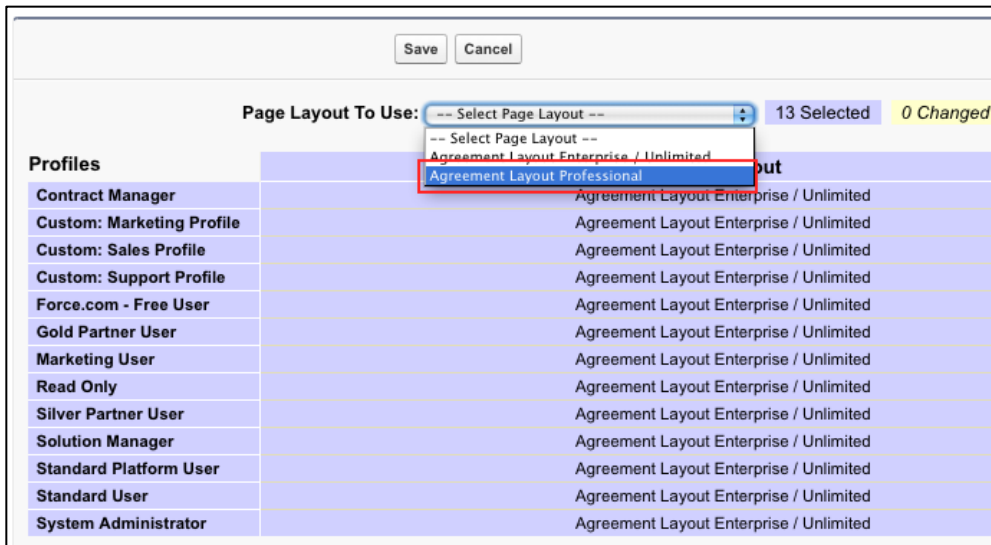 Save Cancel
Page Layout To Use: -- Select Page Layout -- 13 Selected 0 Changed
-- Select Page Layout --
Agreement Layout Enterprise / Unlimited
Agreement Layout Professional
Profiles
Contract Manager Agreement Layout Enterprise / Unlimited
Custom: Marketing Profile Agreement Layout Enterprise / Unlimited
Custom: Sales Profile Agreement Layout Enterprise / Unlimited
Custom: Support Profile Agreement Layout Enterprise / Unlimited
Force.com - Free User Agreement Layout Enterprise / Unlimited
Gold Partner User Agreement Layout Enterprise / Unlimited
Marketing User Agreement Layout Enterprise / Unlimited
Read Only Agreement Layout Enterprise / Unlimited
Silver Partner User Agreement Layout Enterprise / Unlimited
Solution Manager Agreement Layout Enterprise / Unlimited
Standard Platform User Agreement Layout Enterprise / Unlimited
Standard User Agreement Layout Enterprise / Unlimited
System Administrator Agreement Layout Enterprise / Unlimited